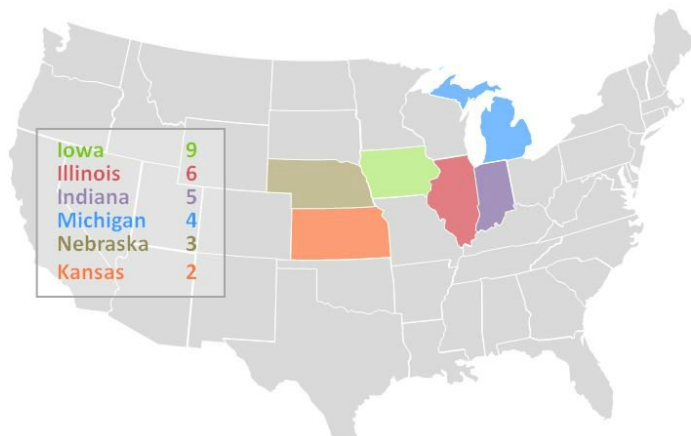 Iowa 9
Illinois 6
Indiana 5
Michigan 4
Nebraska 3
Kansas 2